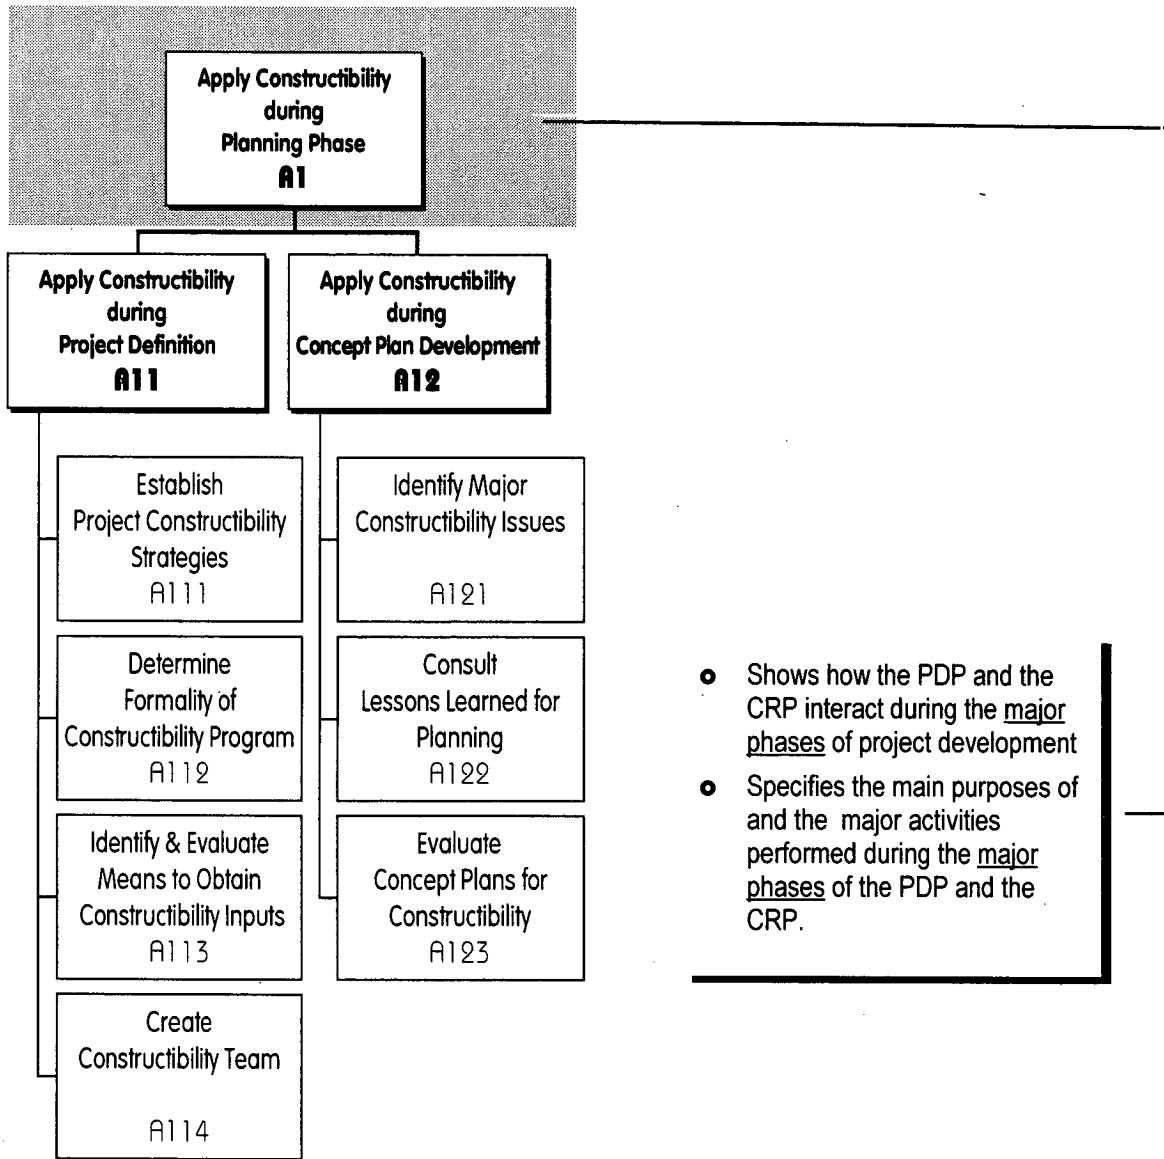 Apply Constructibility
during
Planning Phase
A1
Apply Constructibility
during
Project Definition
A11
Apply Constructibility
during
Concept Plan Development
A12
Establish
Project Constructibility
Strategies
A111
Determine
Formality of
Constructibility Program
A112
Identify & Evaluate
Means to Obtain
Constructibility Inputs
A113
Create
Constructibility Team
A114
Identify Major
Constructibility Issues
A121
Consult
Lessons Learned for
Planning
A122
Evaluate
Concept Plans for
Constructibility
A123
Shows how the PDP and the
CRP interact during the major
phases of project development
Specifies the main purposes of
and the major activities
performed during the major
phases of the PDP and the
CRP.